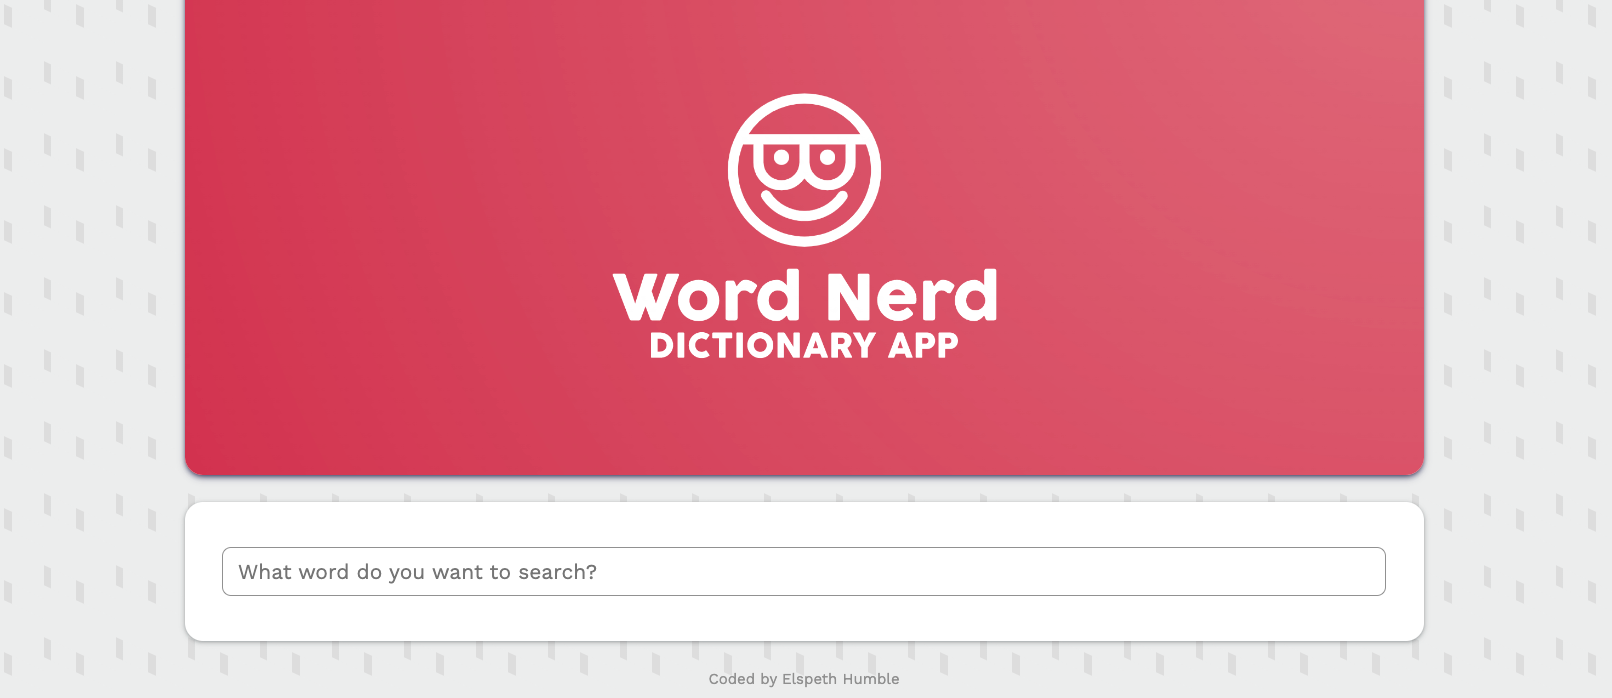 Word Nerd
DICTIONARY APP
What word do you want to search?
Coded by Elspeth Humble